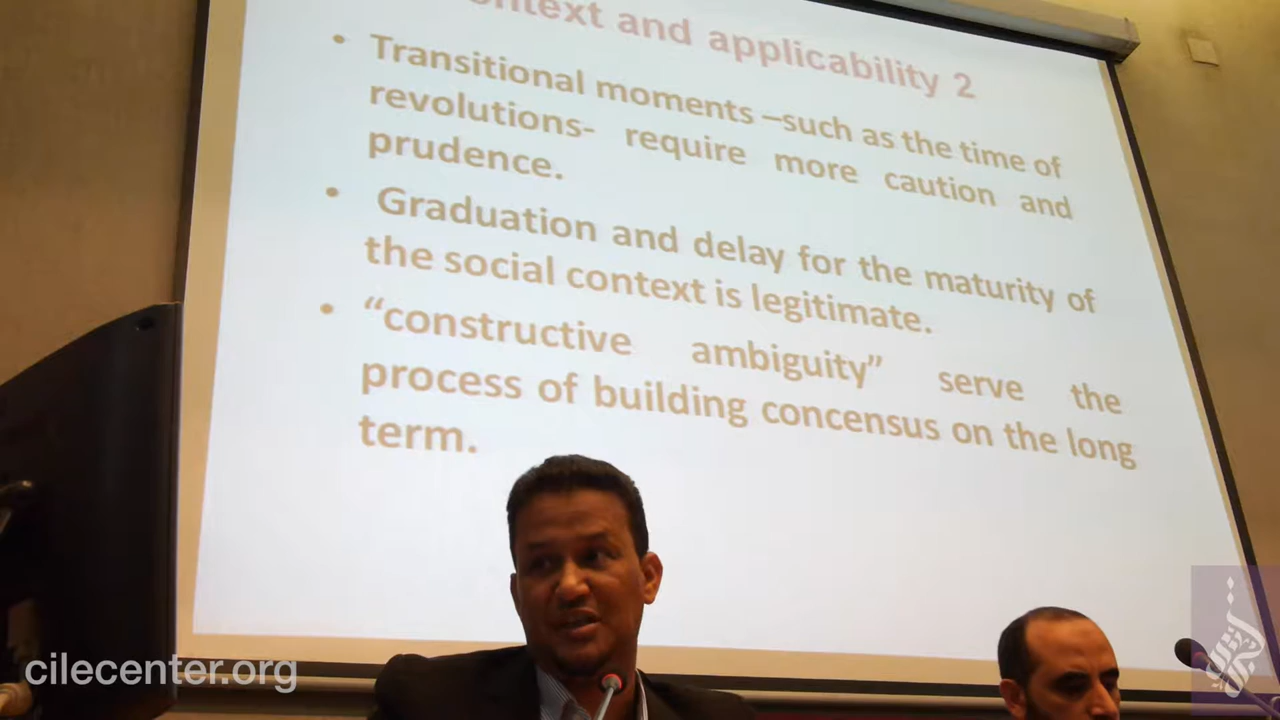 ontext and applicability 2
• Transitional moments –such as the time of
revolutions- require more caution and
prudence.
• Graduation and delay for the maturity of
the social context is legitimate.
• “constructive ambiguity” serve the
process of building concensus on the long
term.
cilecenter.org